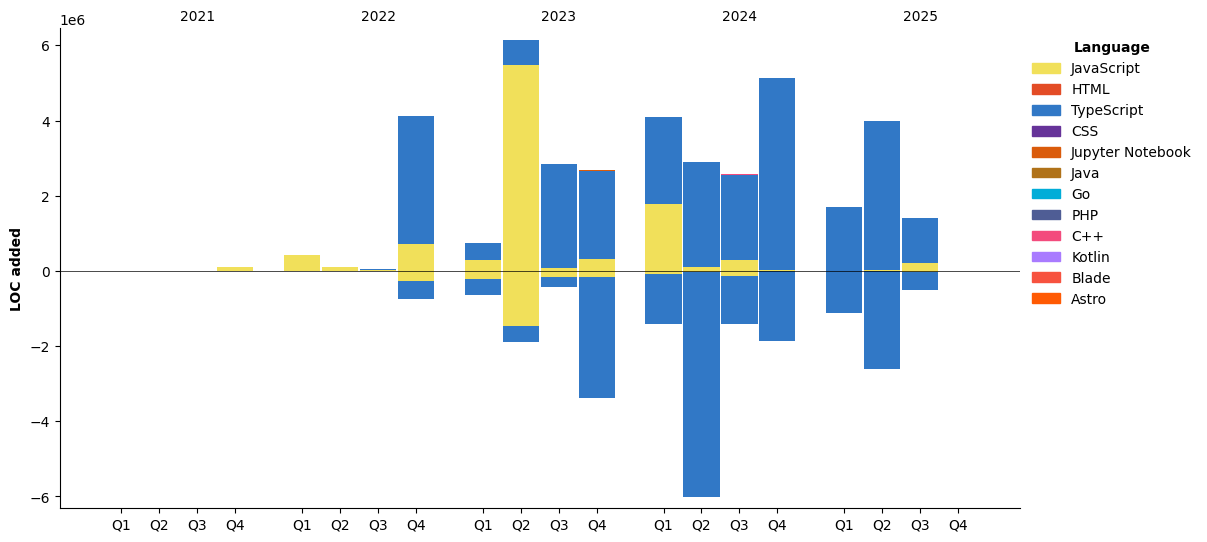 2021 2022 2023 2024 2025
1e6
6
4
2
0
−2
−4
−6
LOC added
Q1 Q2 Q3 Q4 Q1 Q2 Q3 Q4 Q1 Q2 Q3 Q4 Q1 Q2 Q3 Q4 Q1 Q2 Q3 Q4
Language
JavaScript
HTML
TypeScript
CSS
Jupyter Notebook
Java
Go
PHP
C++
Kotlin
Blade
Astro